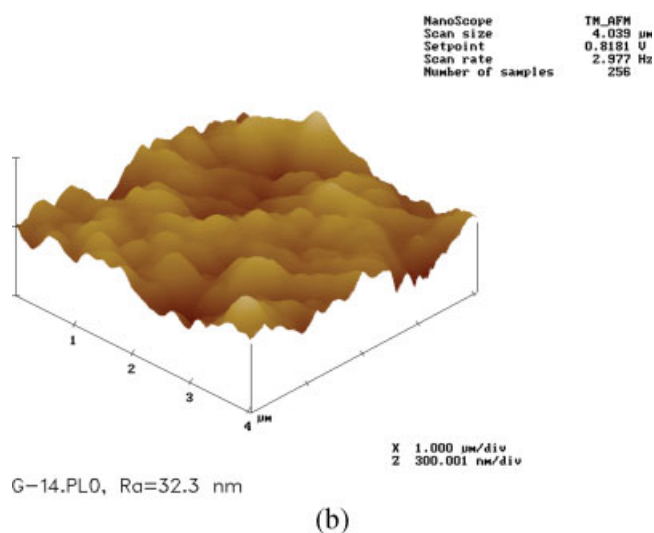 NanoScope TM_AFM
Scan size 4.039 µm
Setpoint 0.8181 V
Scan rate 2.977 Hz
Number of samples 256
1
2
3
4 µm
X 1.000 µm/div
Z 300.001 nm/div
G-14.PL0, Ra=32.3 nm
(b)